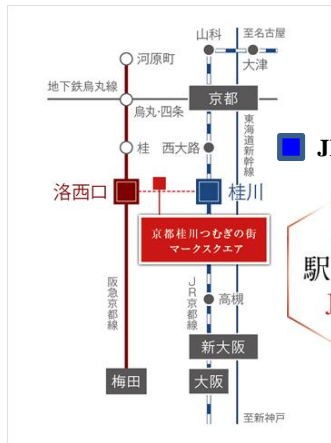 山科
至名古屋
河原町
大津
地下鉄烏丸線
京都
烏丸・四条
東海道新幹線
桂
西大路
JI
洛西口
桂川
京都桂川つむぎの街
マークスクエア
駅
J
阪急京都線
JR京都線
高槻
新大阪
梅田
大阪
至新神戸